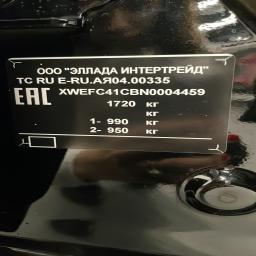 ООО "ЭЛЛАДА ИНТЕРТРЕЙД"
ТС RU E-RU.АЯ04.00335
EAC XWEFC41CBN0004459
1720 кг
кг
1- 990 кг
2- 950 кг